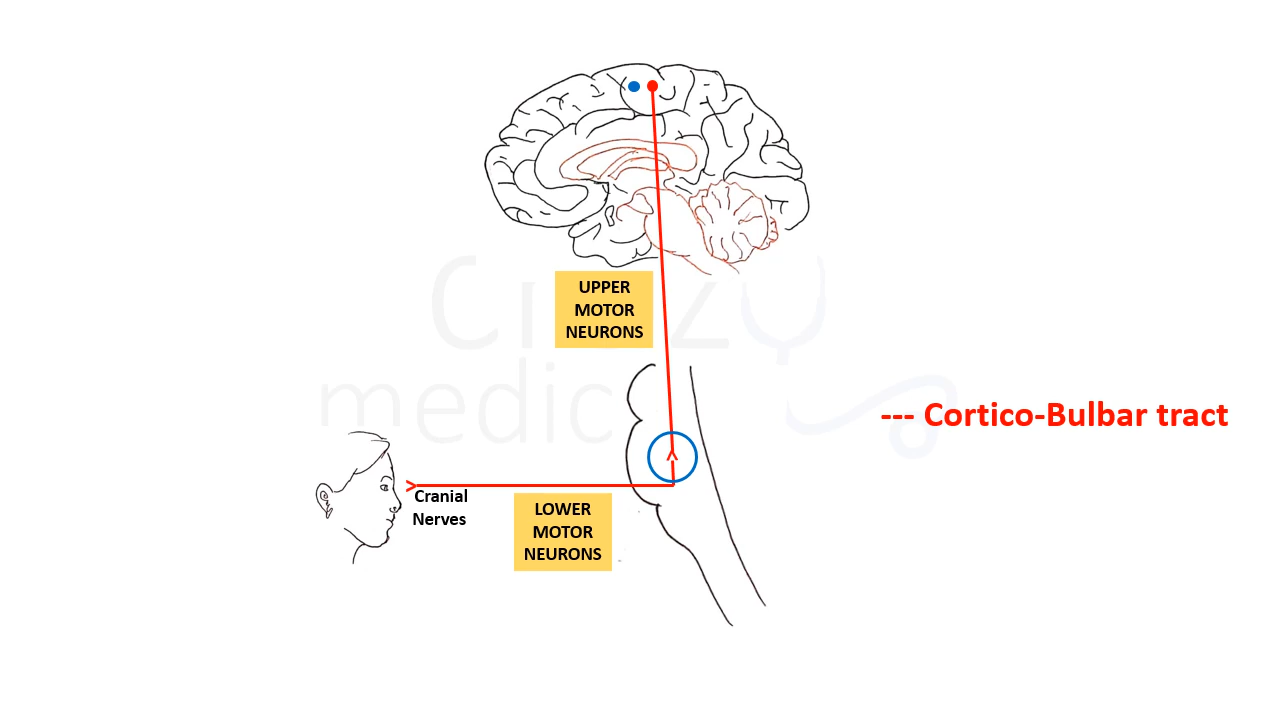 UPPER
MOTOR
NEURONS
--- Cortico-Bulbar tract
Cranial
Nerves
LOWER
MOTOR
NEURONS